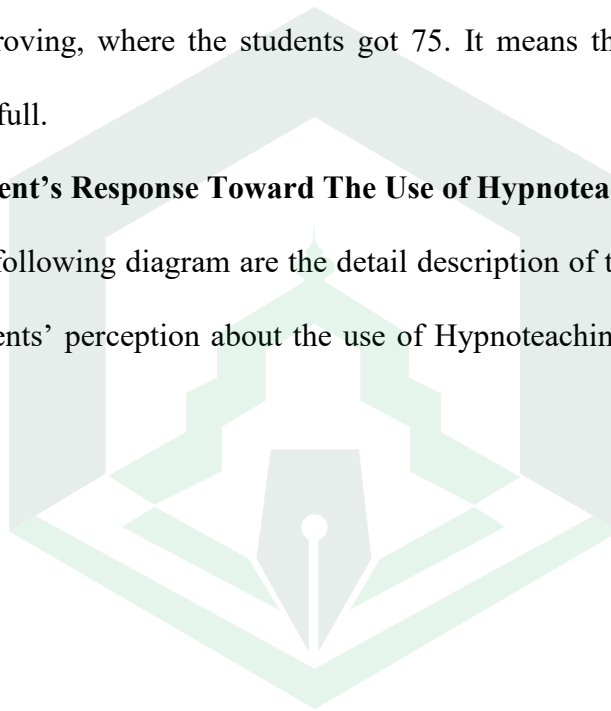 roving, where the students got 75. It means th
full.
ent’s Response Toward The Use of Hypnotea
following diagram are the detail description of t
ents’ perception about the use of Hypnoteachin